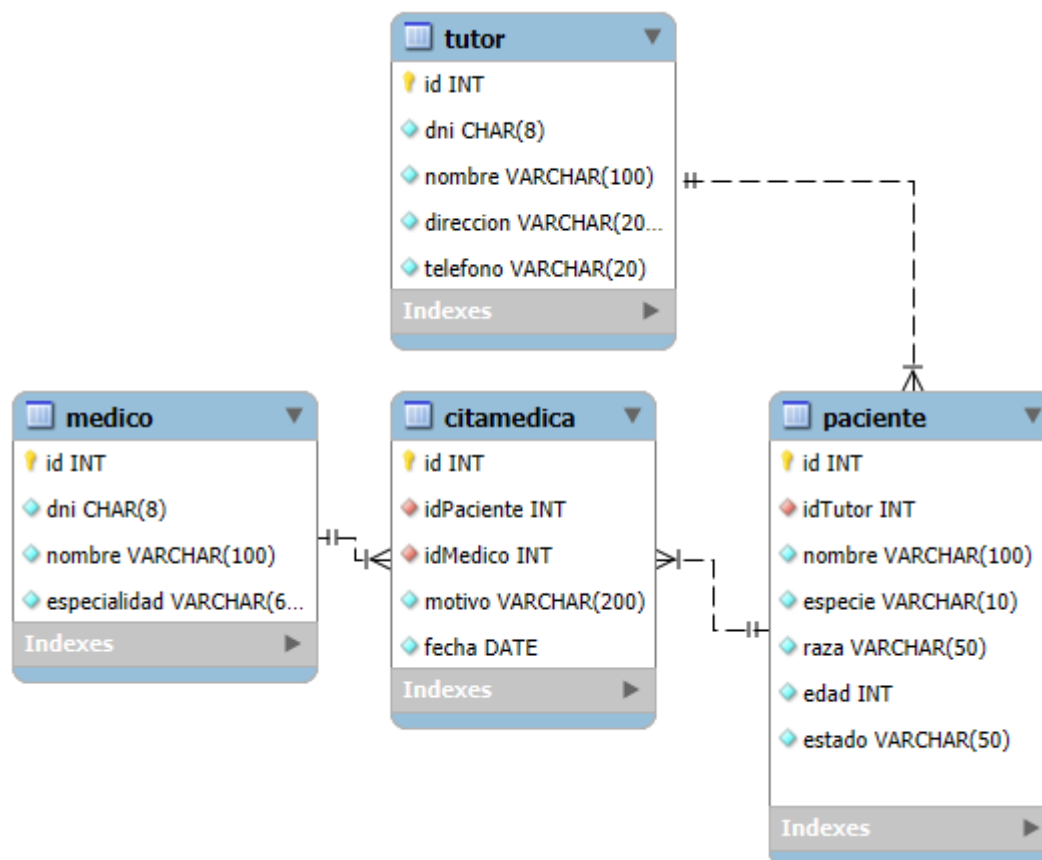 tutor
id INT
dni CHAR(8)
nombre VARCHAR(100)
direccion VARCHAR(20...
telefono VARCHAR(20)
Indexes
medico
id INT
dni CHAR(8)
nombre VARCHAR(100)
especialidad VARCHAR(6...
Indexes
citamedica
id INT
idPaciente INT
idMedico INT
motivo VARCHAR(200)
fecha DATE
Indexes
paciente
id INT
idTutor INT
nombre VARCHAR(100)
especie VARCHAR(10)
raza VARCHAR(50)
edad INT
estado VARCHAR(50)
Indexes